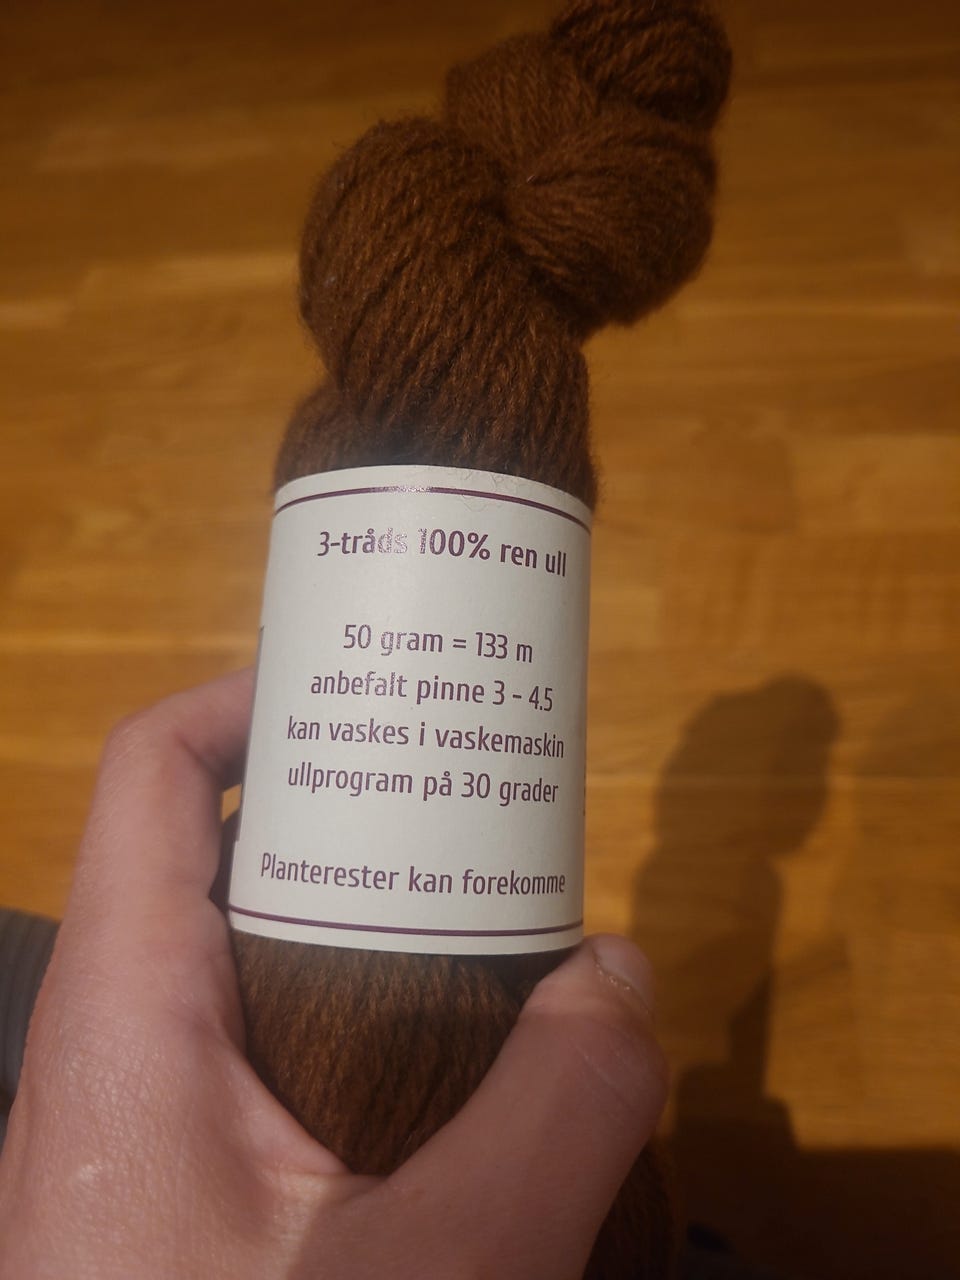 3-tråds 100% ren ull
50 gram = 133 m
anbefalt pinne 3 - 4.5
kan vaskes i vaskemaskin
ullprogram på 30 grader
Planterester kan forekomme